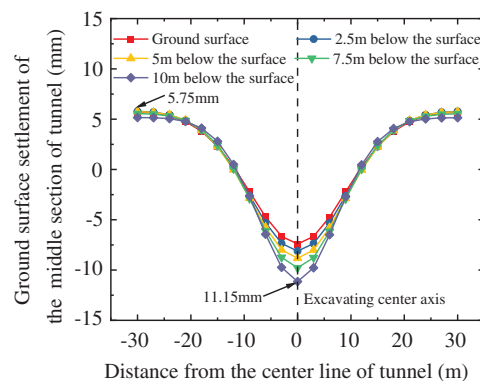 Ground surface settlement of
the middle section of tunnel (mm)
15
10
5
0
-5
-10
-15
Ground surface
2.5m below the surface
5m below the surface
7.5m below the surface
10m below the surface
5.75mm
11.15mm
Excavating center axis
-30 -20 -10 0 10 20 30
Distance from the center line of tunnel (m)